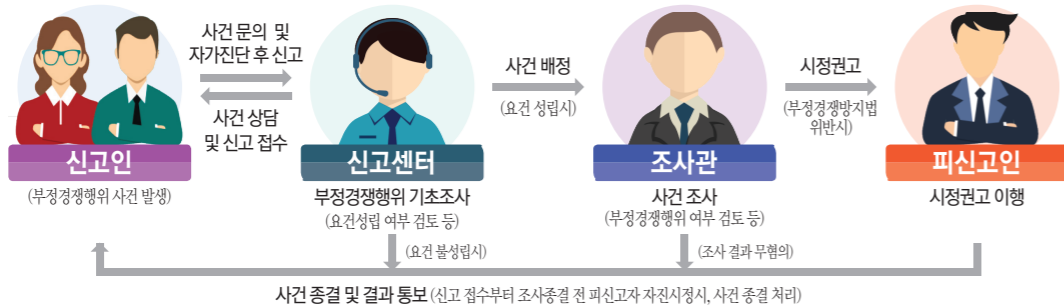 사건 문의 및
자가진단 후 신고
사건 상담
및 신고 접수
사건 배정
(요건 성립시)
시정권고
(부정경쟁방지법
위반시)
신고인
신고센터
조사관
피신고인
(부정경쟁행위 사건 발생)
부정경쟁행위 기초조사
(요건성립 여부 검토 등)
사건 조사
(부정경쟁행위 여부 검토 등)
시정권고 이행
(요건 불성립시)
(조사 결과 무혐의)
사건 종결 및 결과 통보 (신고 접수부터 조사종결 전 피신고자 자진시정시, 사건 종결 처리)